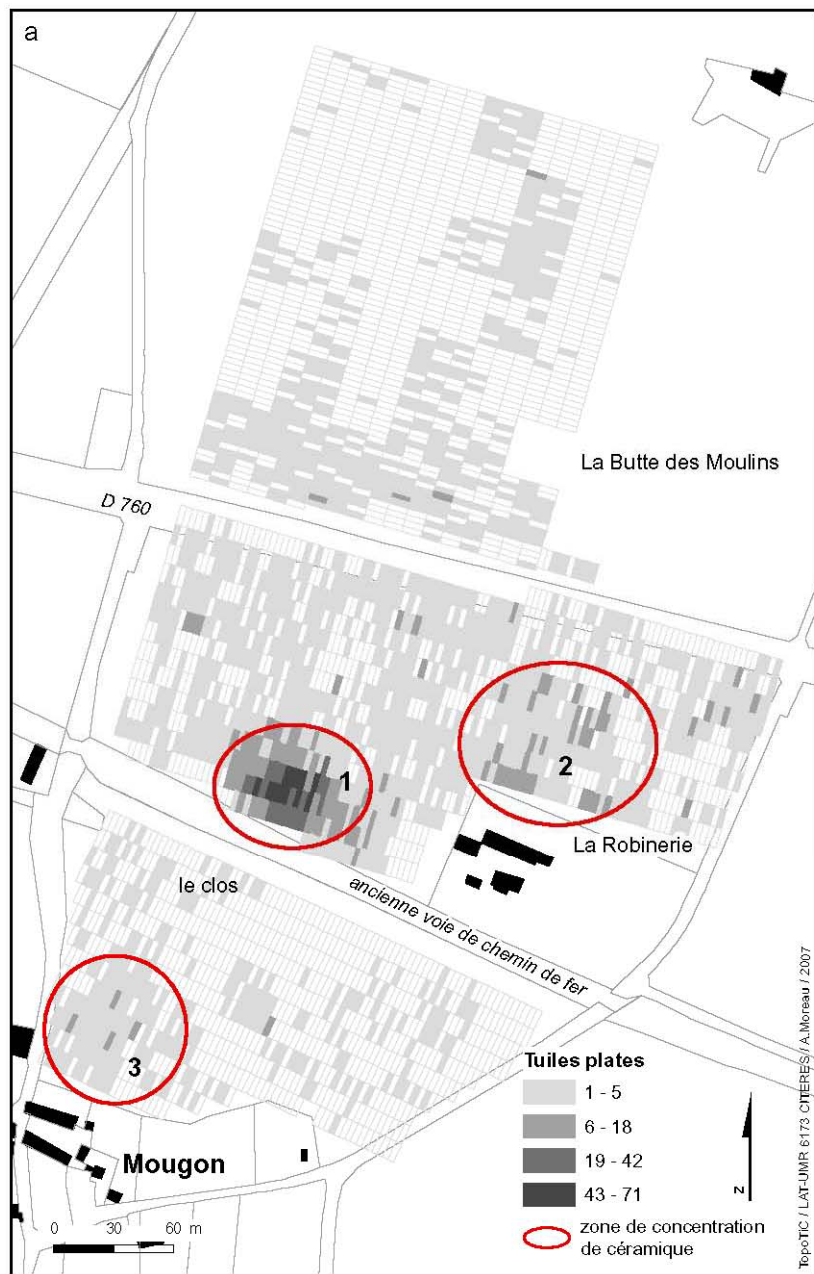 a
La Butte des Moulins
D 760
1
2
La Robinerie
le clos
ancienne voie de chemin de fer
3
Mougon
0 30 60 m
Tuiles plates
1 - 5
6 - 18
19 - 42
43 - 71
zone de concentration
de céramique
N
TopoTiC / LAT-UMR 6173 CITERES / A.Moreau / 2007